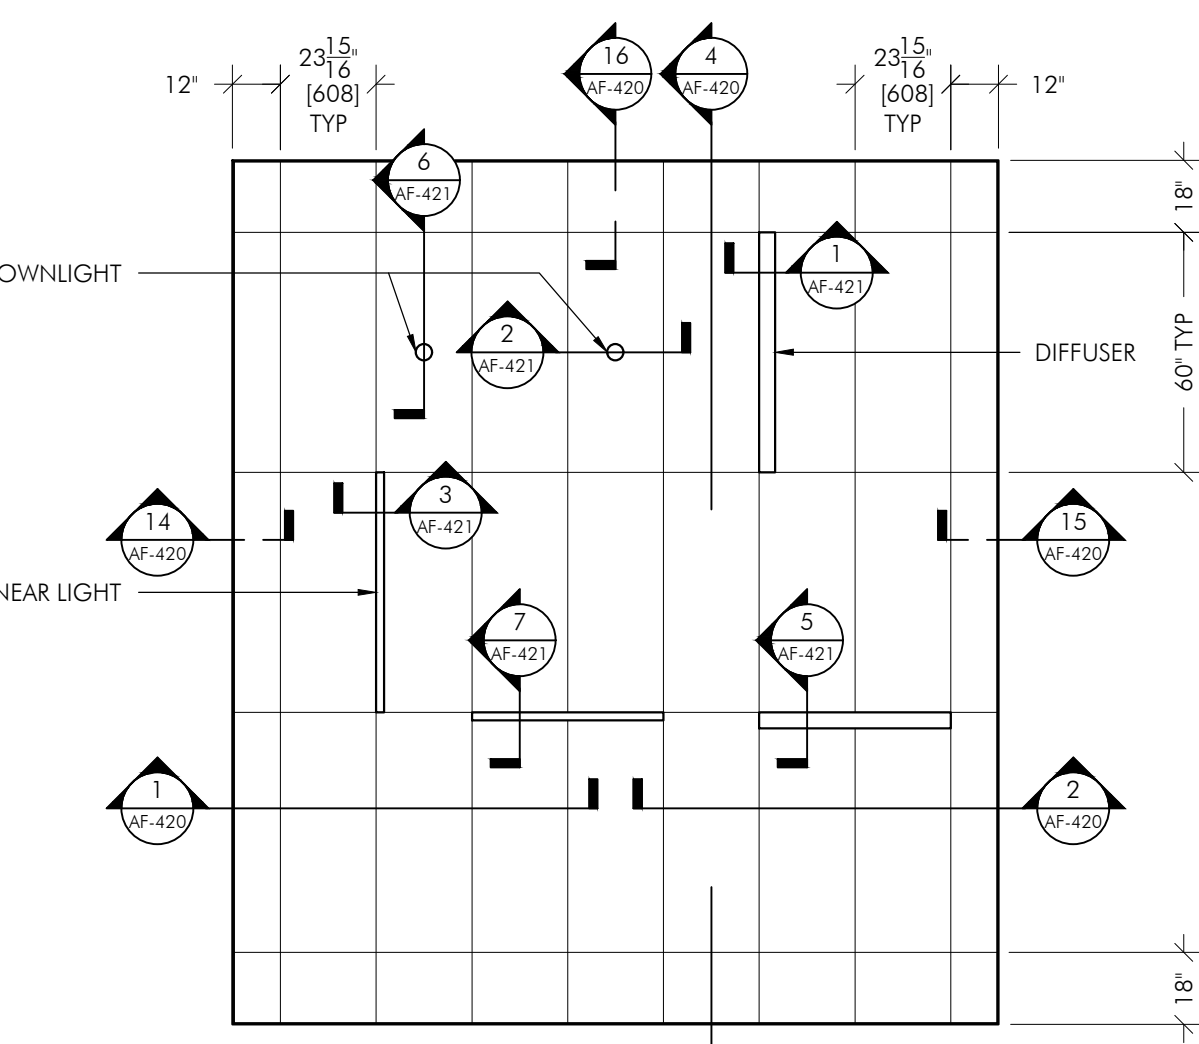 12"
23 15/16"
[608]
TYP
16
AF-420
4
AF-420
23 15/16"
[608]
TYP
12"
6
AF-421
18"
OWNLIGHT
1
AF-421
2
AF-421
DIFFUSER
60" TYP
3
AF-421
14
AF-420
15
AF-420
NEAR LIGHT
7
AF-421
5
AF-421
1
AF-420
2
AF-420
18"